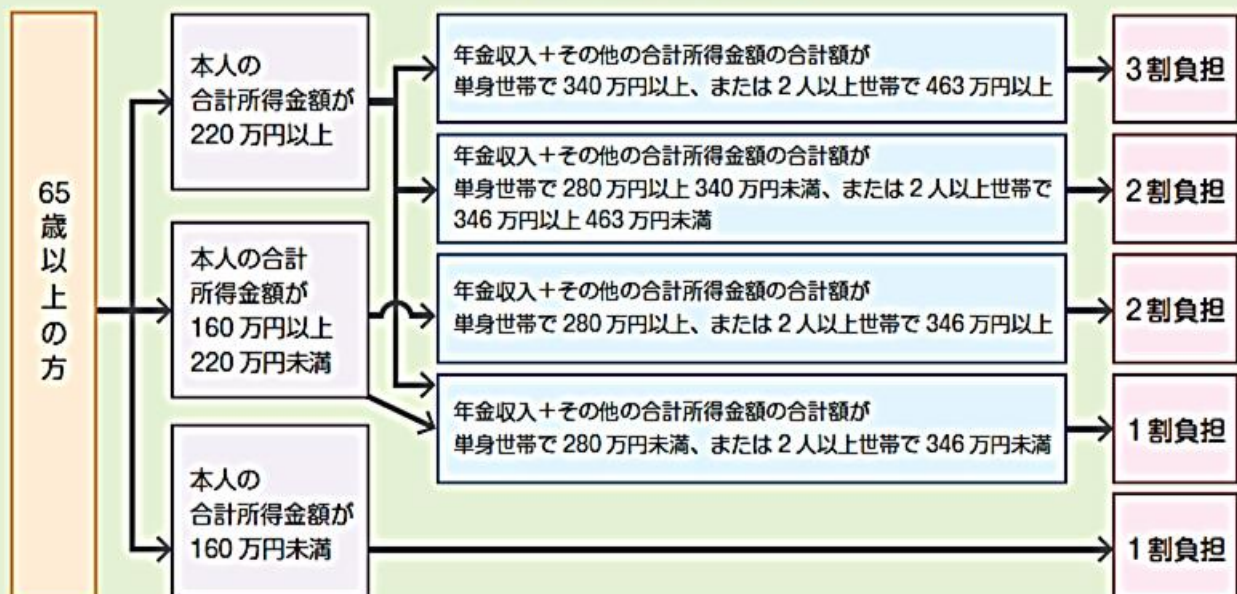 65歳以上の方
本人の
合計所得金額が
220万円以上
年金収入＋その他の合計所得金額の合計額が
単身世帯で340万円以上、または2人以上世帯で463万円以上
3割負担
年金収入＋その他の合計所得金額の合計額が
単身世帯で280万円以上340万円未満、または2人以上世帯で
346万円以上463万円未満
2割負担
本人の合計
所得金額が
160万円以上
220万円未満
年金収入＋その他の合計所得金額の合計額が
単身世帯で280万円以上、または2人以上世帯で346万円以上
2割負担
年金収入＋その他の合計所得金額の合計額が
単身世帯で280万円未満、または2人以上世帯で346万円未満
1割負担
本人の
合計所得金額が
160万円未満
1割負担